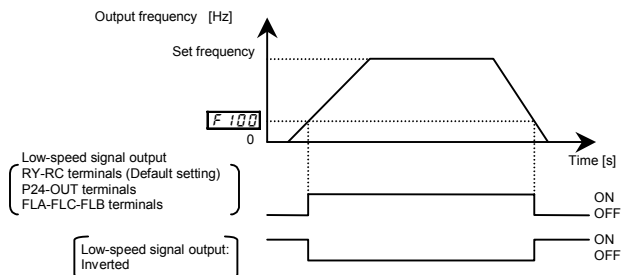 Output frequency [Hz]
Set frequency
F 100
0
Time [s]
Low-speed signal output
RY-RC terminals (Default setting)
P24-OUT terminals
FLA-FLC-FLB terminals
ON
OFF
Low-speed signal output:
Inverted
ON
OFF